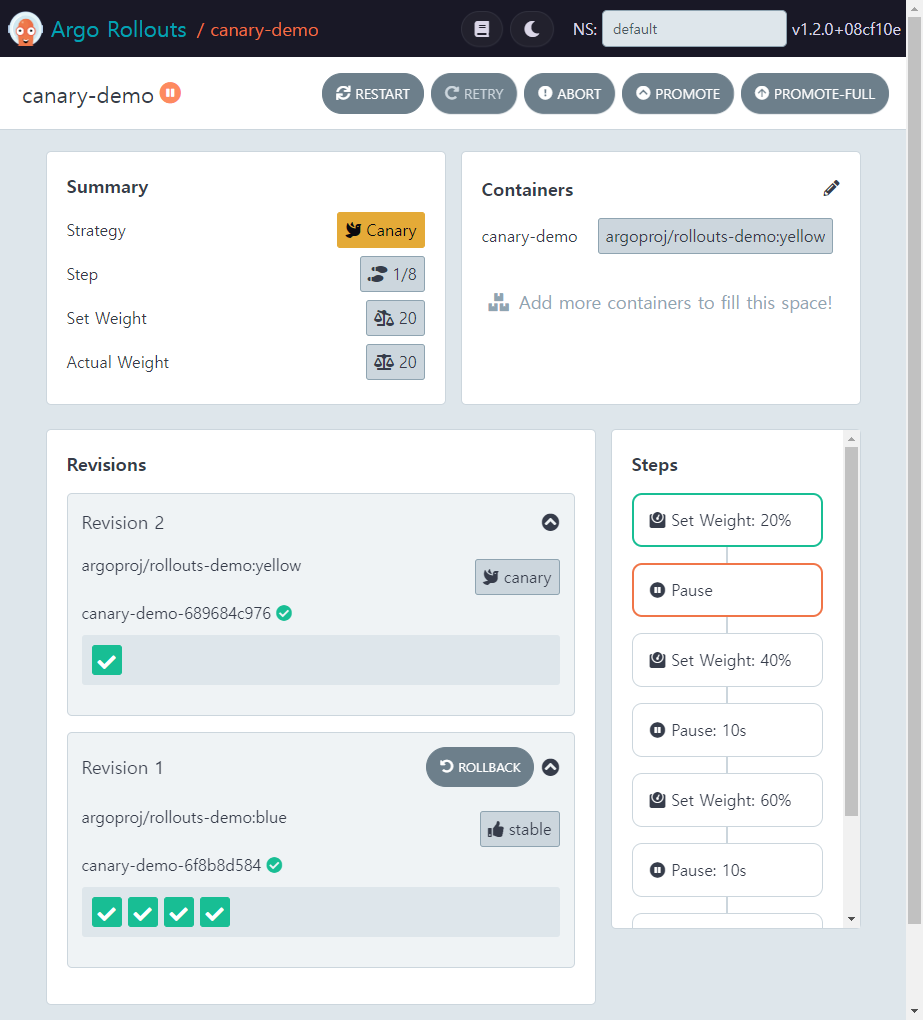 Argo Rollouts / canary-demo NS: default v1.2.0+08cf10e
canary-demo RESTART RETRY ABORT PROMOTE PROMOTE-FULL
Summary
Strategy Canary
Step 1/8
Set Weight 20
Actual Weight 20
Containers
canary-demo argoproj/rollouts-demo:yellow
Add more containers to fill this space!
Revisions
Revision 2
argoproj/rollouts-demo:yellow
canary
canary-demo-689684c976
Revision 1 ROLLBACK
argoproj/rollouts-demo:blue
stable
canary-demo-6f8b8d584
Steps
Set Weight: 20%
Pause
Set Weight: 40%
Pause: 10s
Set Weight: 60%
Pause: 10s